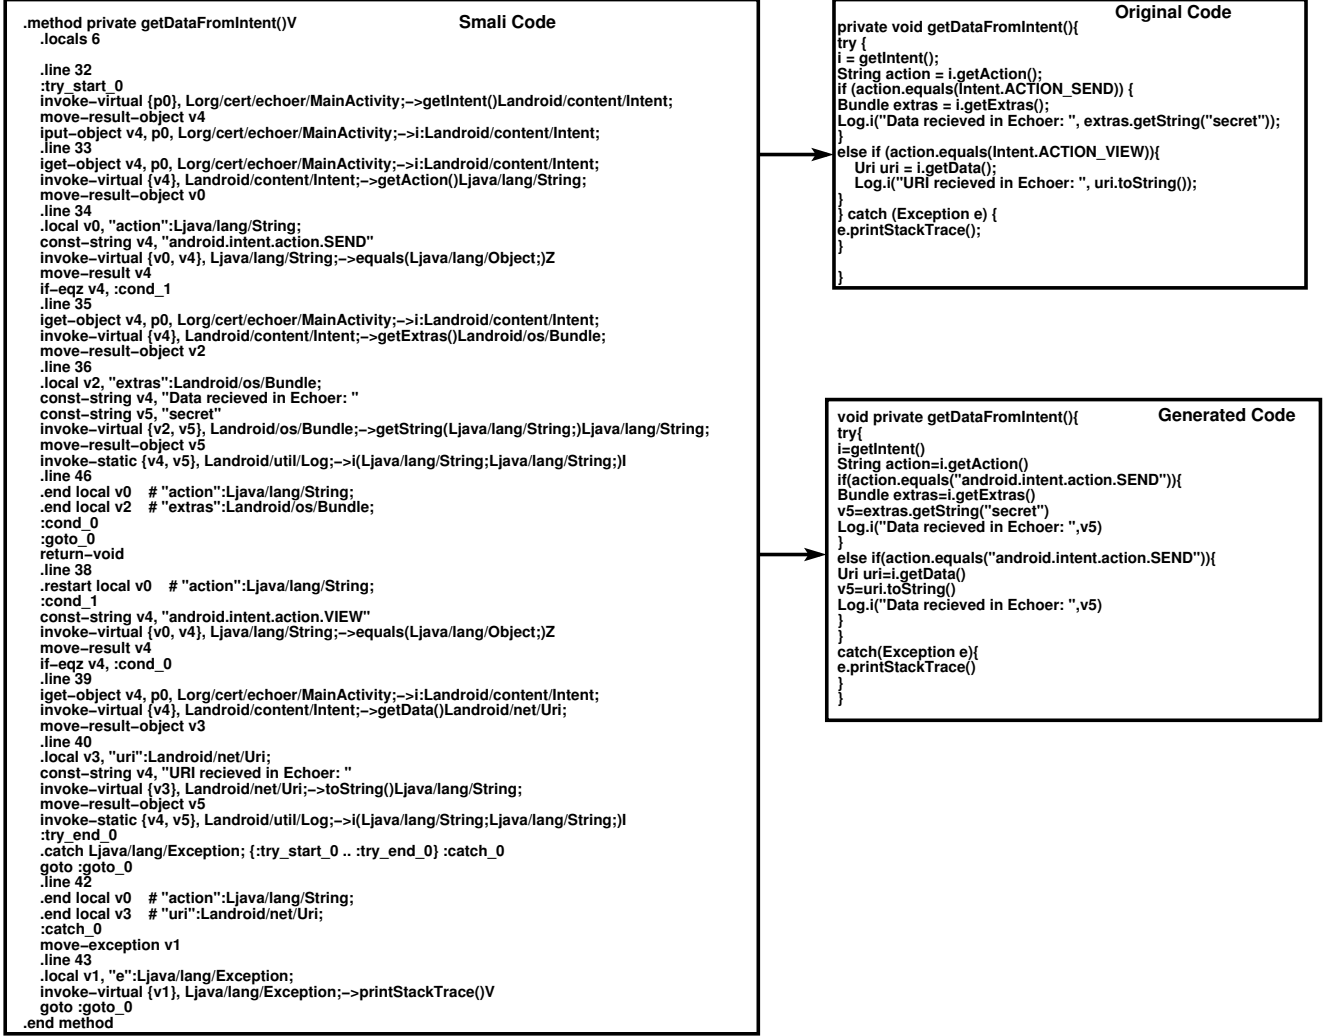 Smali Code
.method private getDataFromIntent()V
.locals 6
.line 32
:try_start_0
invoke−virtual {p0}, Lorg/cert/echoer/MainActivity;−>getIntent()Landroid/content/Intent;
move−result−object v4
iput−object v4, p0, Lorg/cert/echoer/MainActivity;−>i:Landroid/content/Intent;
.line 33
iget−object v4, p0, Lorg/cert/echoer/MainActivity;−>i:Landroid/content/Intent;
invoke−virtual {v4}, Landroid/content/Intent;−>getAction()Ljava/lang/String;
move−result−object v0
.line 34
.local v0, "action":Ljava/lang/String;
const−string v4, "android.intent.action.SEND"
invoke−virtual {v0, v4}, Ljava/lang/String;−>equals(Ljava/lang/Object;)Z
move−result v4
if−eqz v4, :cond_1
.line 35
iget−object v4, p0, Lorg/cert/echoer/MainActivity;−>i:Landroid/content/Intent;
invoke−virtual {v4}, Landroid/content/Intent;−>getExtras()Landroid/os/Bundle;
move−result−object v2
.line 36
.local v2, "extras":Landroid/os/Bundle;
const−string v4, "Data recieved in Echoer: "
const−string v5, "secret"
invoke−virtual {v2, v5}, Landroid/os/Bundle;−>getString(Ljava/lang/String;)Ljava/lang/String;
move−result−object v5
invoke−static {v4, v5}, Landroid/util/Log;−>i(Ljava/lang/String;Ljava/lang/String;)I
.line 46
.end local v0 # "action":Ljava/lang/String;
.end local v2 # "extras":Landroid/os/Bundle;
:cond_0
:goto_0
return−void
.line 38
.restart local v0 # "action":Ljava/lang/String;
:cond_1
const−string v4, "android.intent.action.VIEW"
invoke−virtual {v0, v4}, Ljava/lang/String;−>equals(Ljava/lang/Object;)Z
move−result v4
if−eqz v4, :cond_0
.line 39
iget−object v4, p0, Lorg/cert/echoer/MainActivity;−>i:Landroid/content/Intent;
invoke−virtual {v4}, Landroid/content/Intent;−>getData()Landroid/net/Uri;
move−result−object v3
.line 40
.local v3, "uri":Landroid/net/Uri;
const−string v4, "URI recieved in Echoer: "
invoke−virtual {v3}, Landroid/net/Uri;−>toString()Ljava/lang/String;
move−result−object v5
invoke−static {v4, v5}, Landroid/util/Log;−>i(Ljava/lang/String;Ljava/lang/String;)I
:try_end_0
.catch Ljava/lang/Exception; {:try_start_0 .. :try_end_0} :catch_0
goto :goto_0
.line 42
.end local v0 # "action":Ljava/lang/String;
.end local v3 # "uri":Landroid/net/Uri;
:catch_0
move−exception v1
.line 43
.local v1, "e":Ljava/lang/Exception;
invoke−virtual {v1}, Ljava/lang/Exception;−>printStackTrace()V
goto :goto_0
.end method
Original Code
private void getDataFromIntent(){
try {
i = getIntent();
String action = i.getAction();
if (action.equals(Intent.ACTION_SEND)) {
Bundle extras = i.getExtras();
Log.i("Data recieved in Echoer: ", extras.getString("secret"));
}
else if (action.equals(Intent.ACTION_VIEW)){
Uri uri = i.getData();
Log.i("URI recieved in Echoer: ", uri.toString());
}
} catch (Exception e) {
e.printStackTrace();
}
}
Generated Code
void private getDataFromIntent(){
try{
i=getIntent()
String action=i.getAction()
if(action.equals("android.intent.action.SEND")){
Bundle extras=i.getExtras()
v5=extras.getString("secret")
Log.i("Data recieved in Echoer: ",v5)
}
else if(action.equals("android.intent.action.SEND")){
Uri uri=i.getData()
v5=uri.toString()
Log.i("Data recieved in Echoer: ",v5)
}
}
catch(Exception e){
e.printStackTrace()
}
}